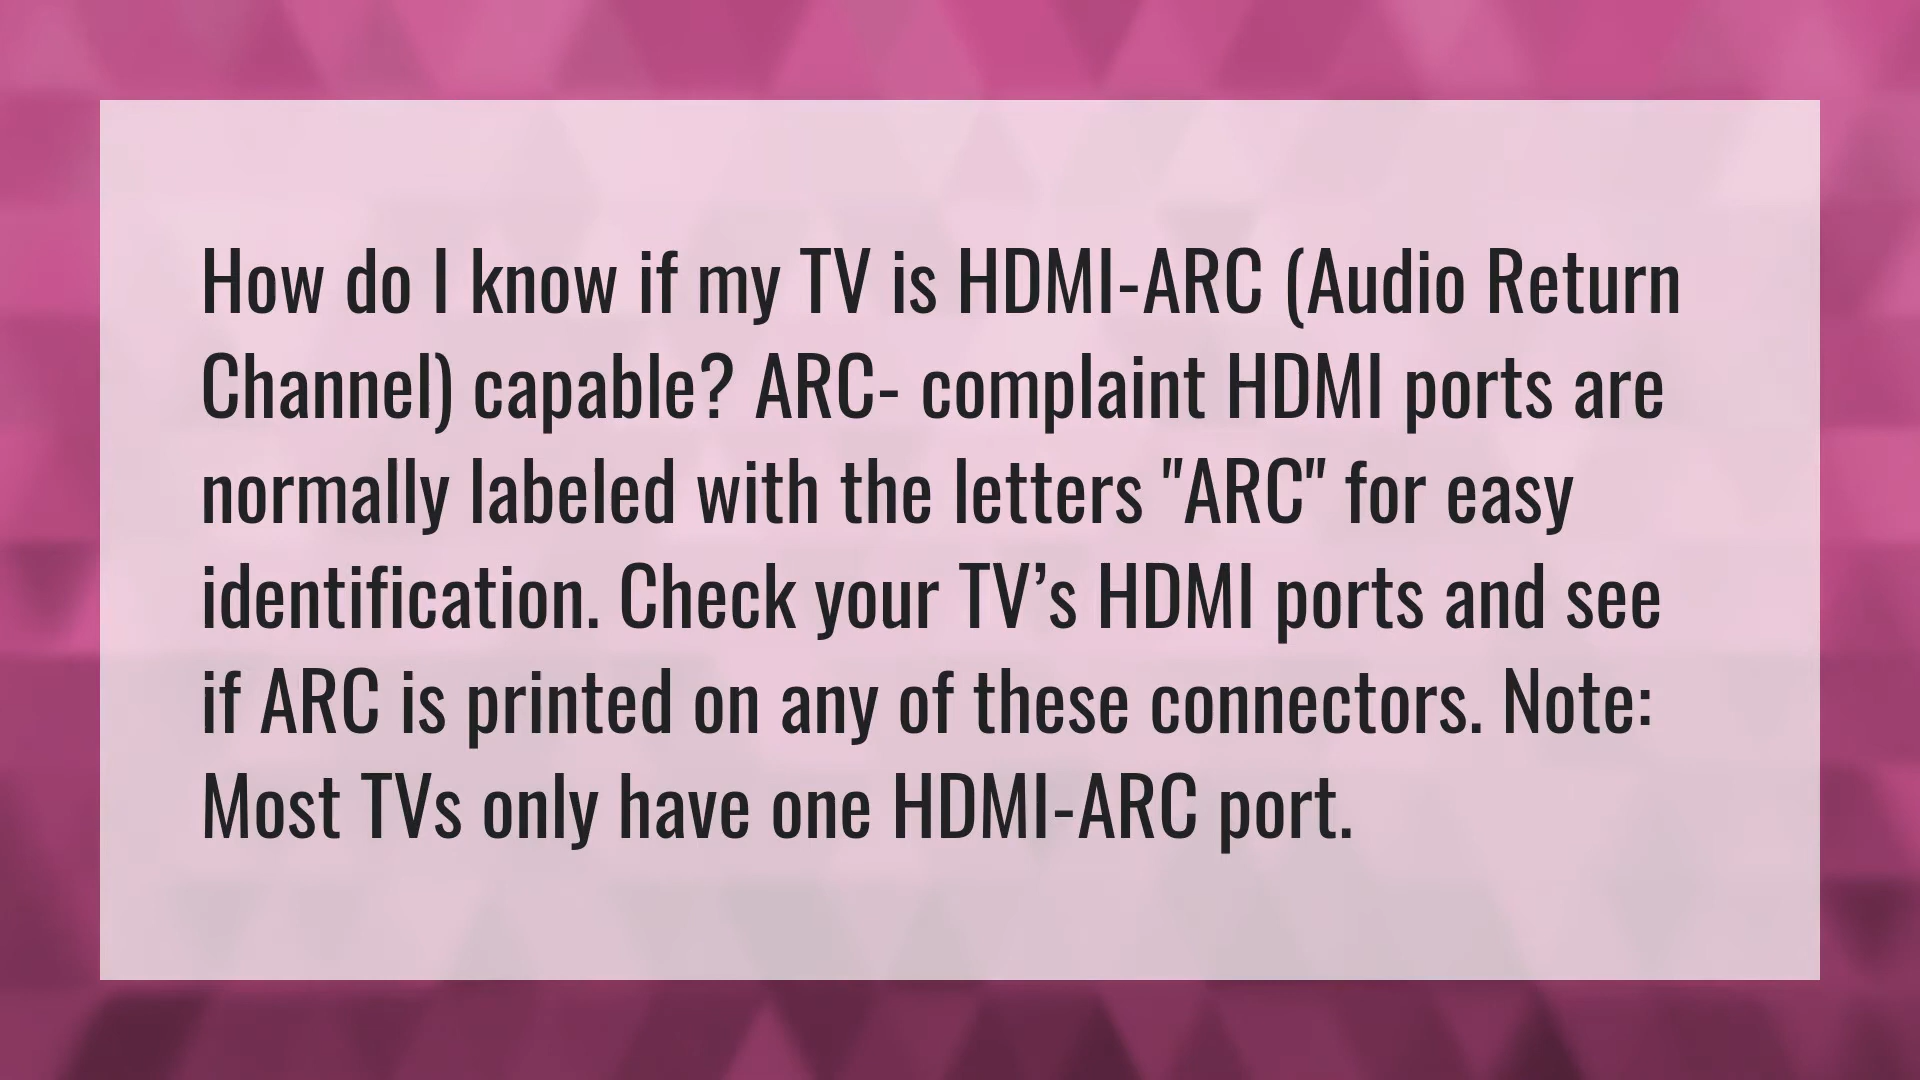 How do I know if my TV is HDMI-ARC (Audio Return
Channel) capable? ARC- complaint HDMI ports are
normally labeled with the letters "ARC" for easy
identification. Check your TV’s HDMI ports and see
if ARC is printed on any of these connectors. Note:
Most TVs only have one HDMI-ARC port.